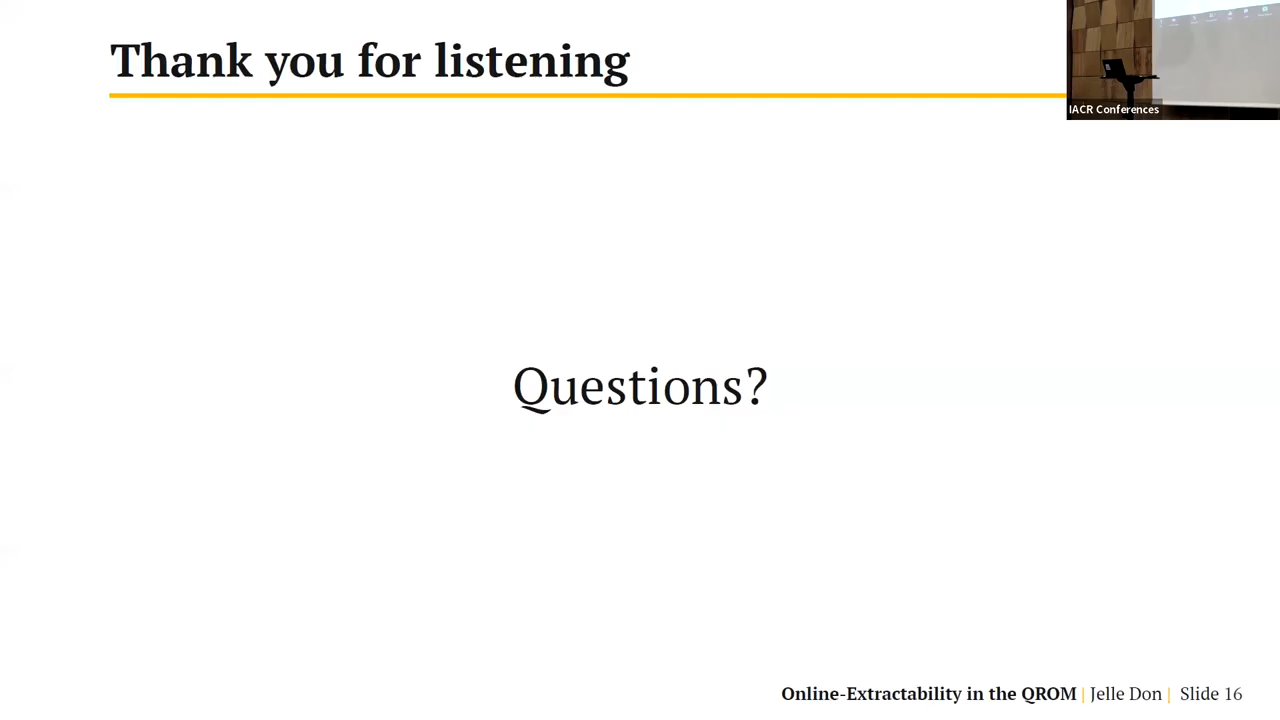 Thank you for listening
IACR Conferences
Questions?
Online-Extractability in the QROM | Jelle Don | Slide 16